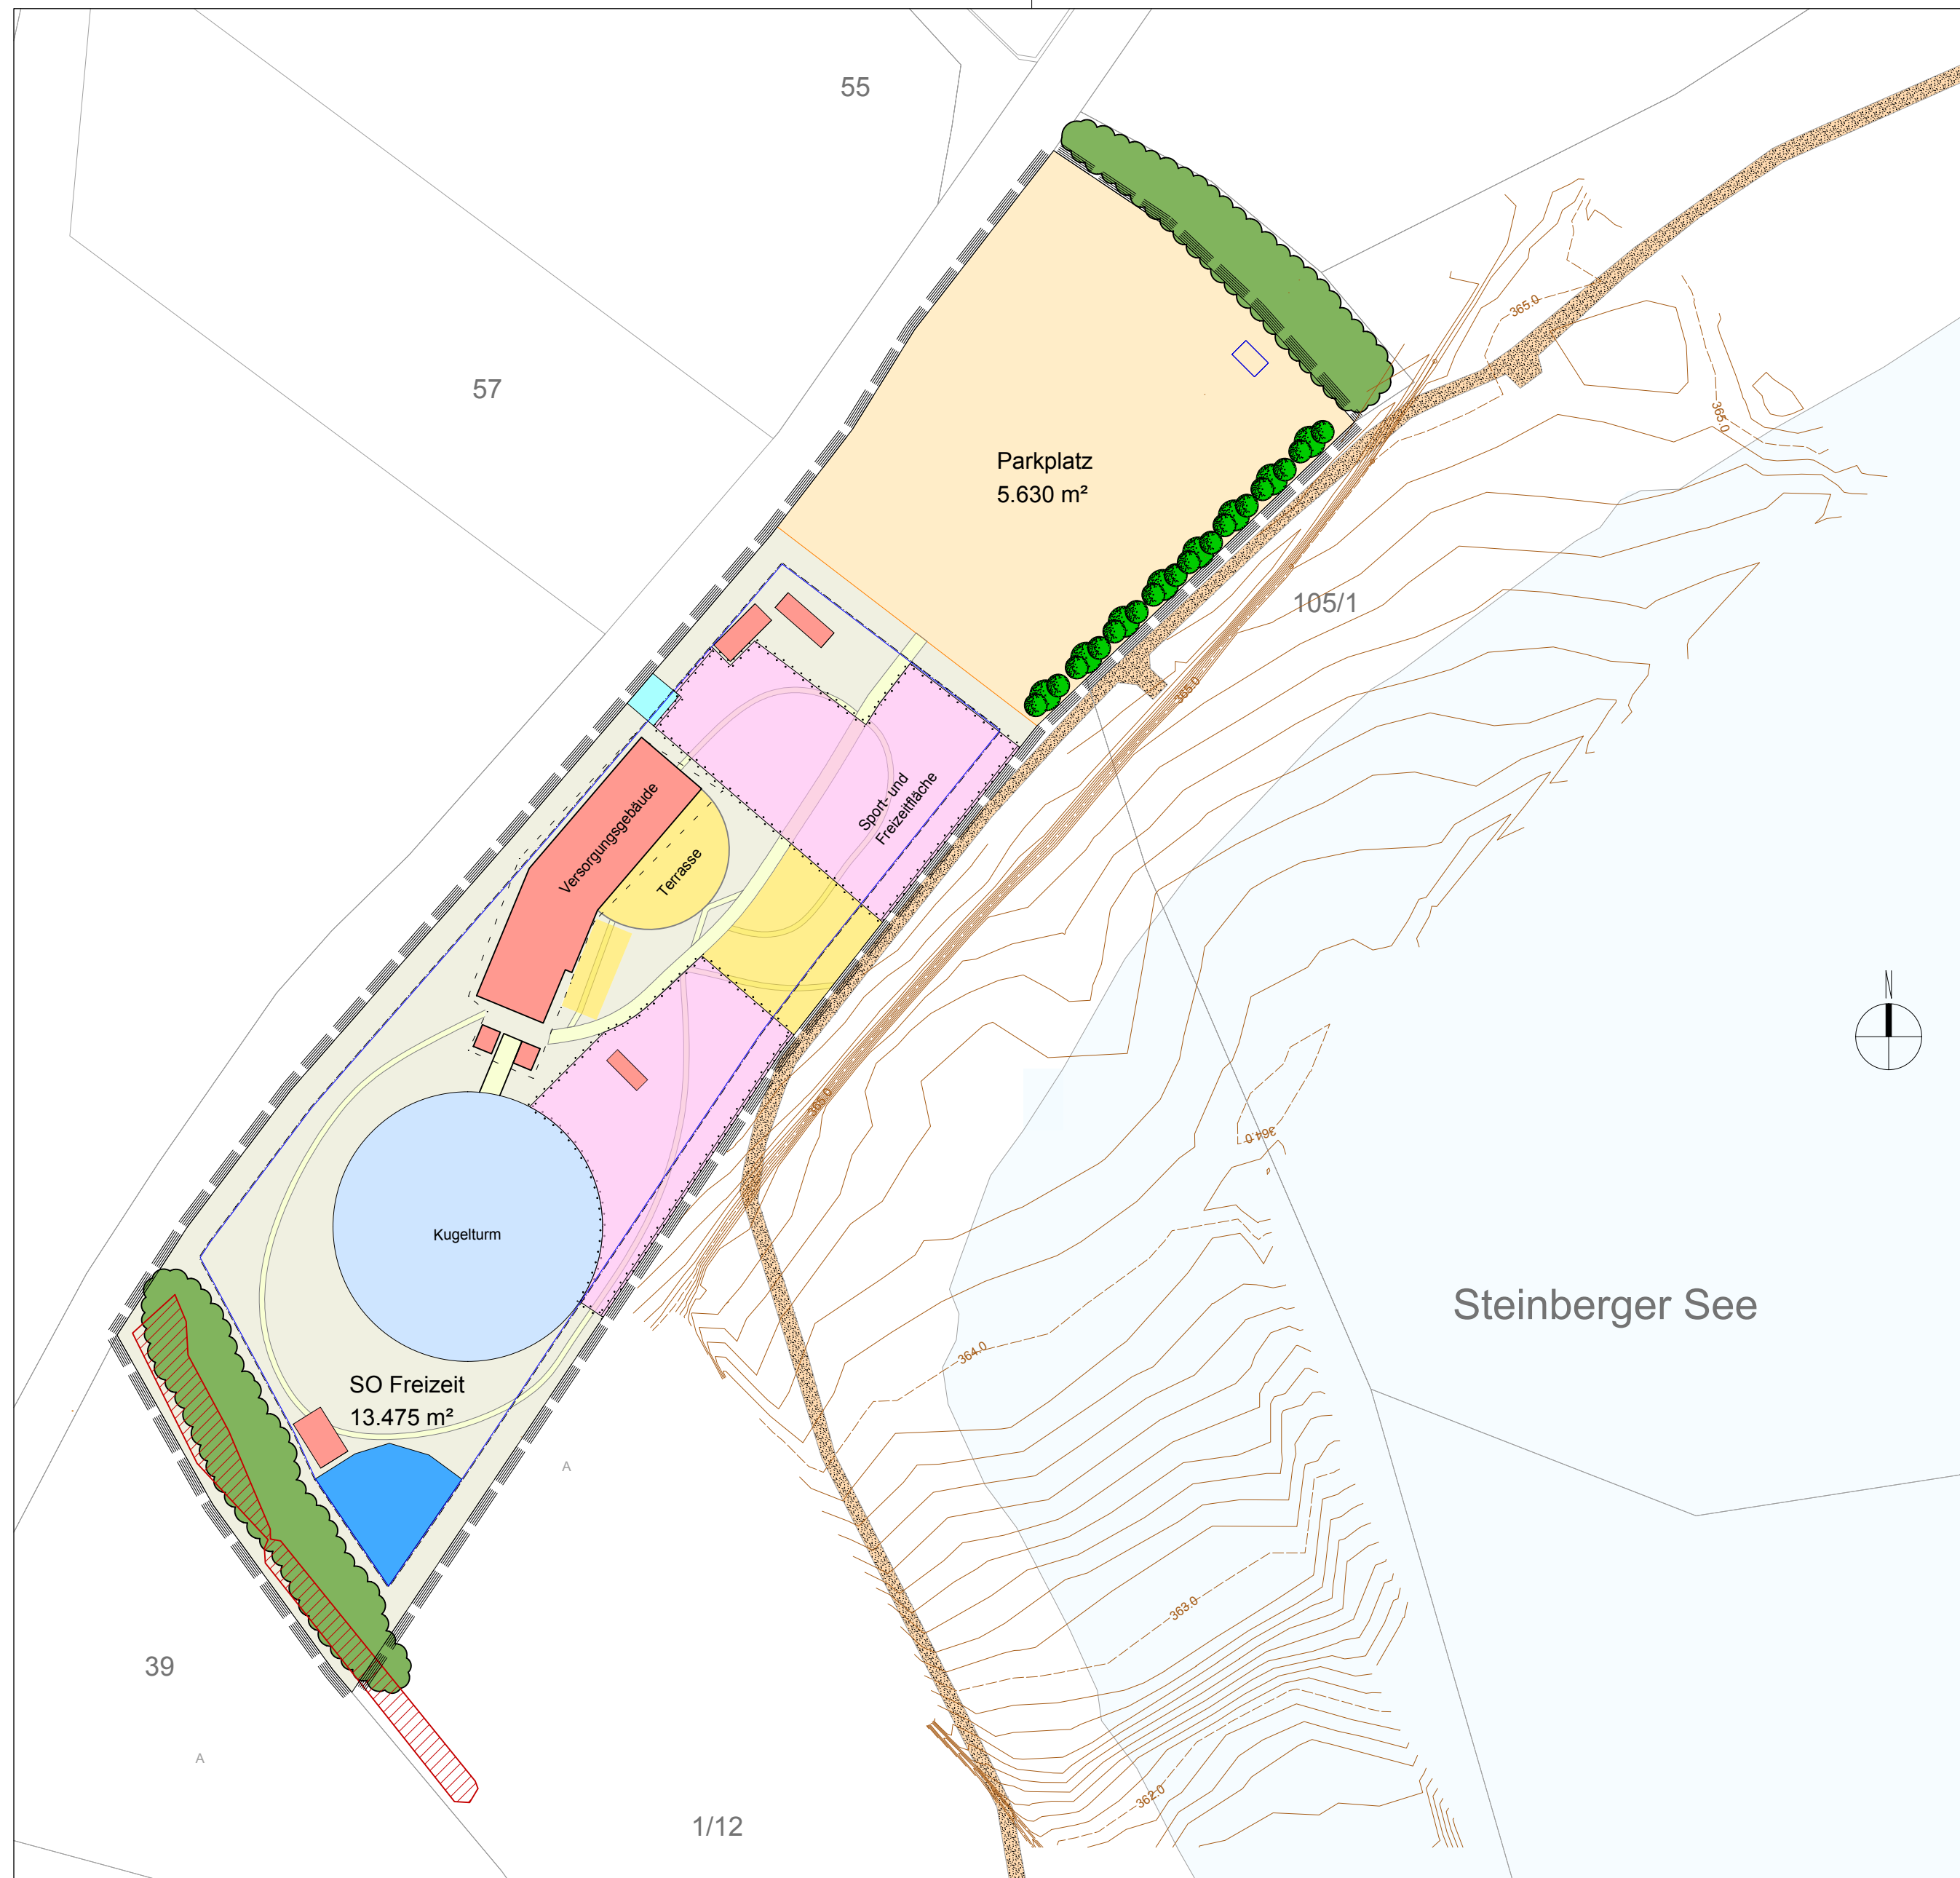 55
57
Parkplatz
5.630 m²
365.0
365.0
105/1
365.0
Sport- und
Freizeitfläche
Versorgungsgebäude
Terrasse
N
365.0
364.0
Kugelturm
Steinberger See
364.0
SO Freizeit
13.475 m²
A
363.0
39
A
362.0
1/12